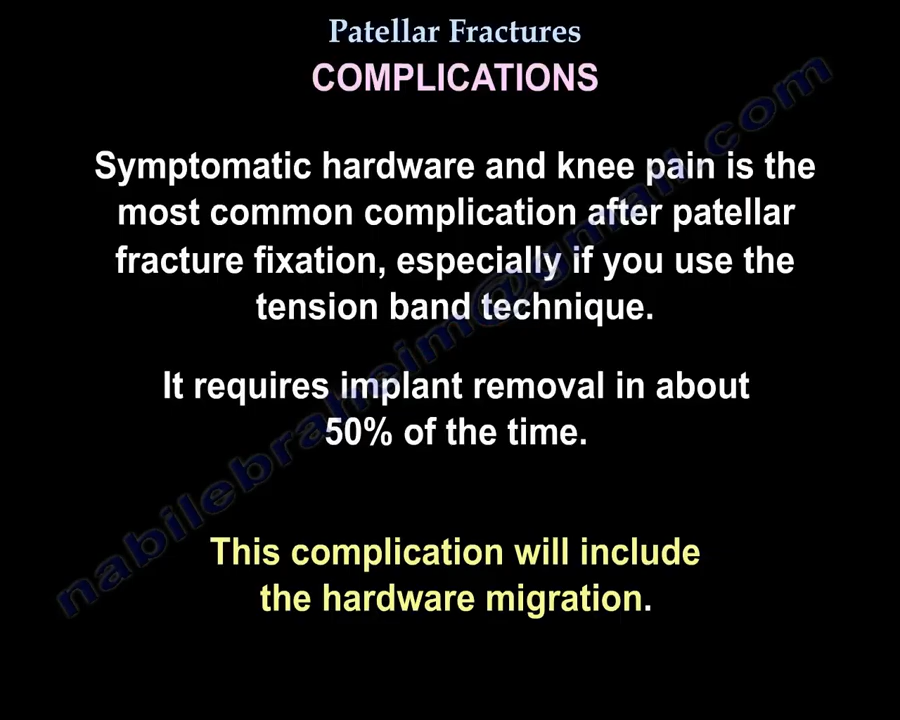 Patellar Fractures
COMPLICATIONS
Symptomatic hardware and knee pain is the
most common complication after patellar
fracture fixation, especially if you use the
tension band technique.
It requires implant removal in about
50% of the time.
This complication will include
the hardware migration.
nabilebraheim@gmail.com